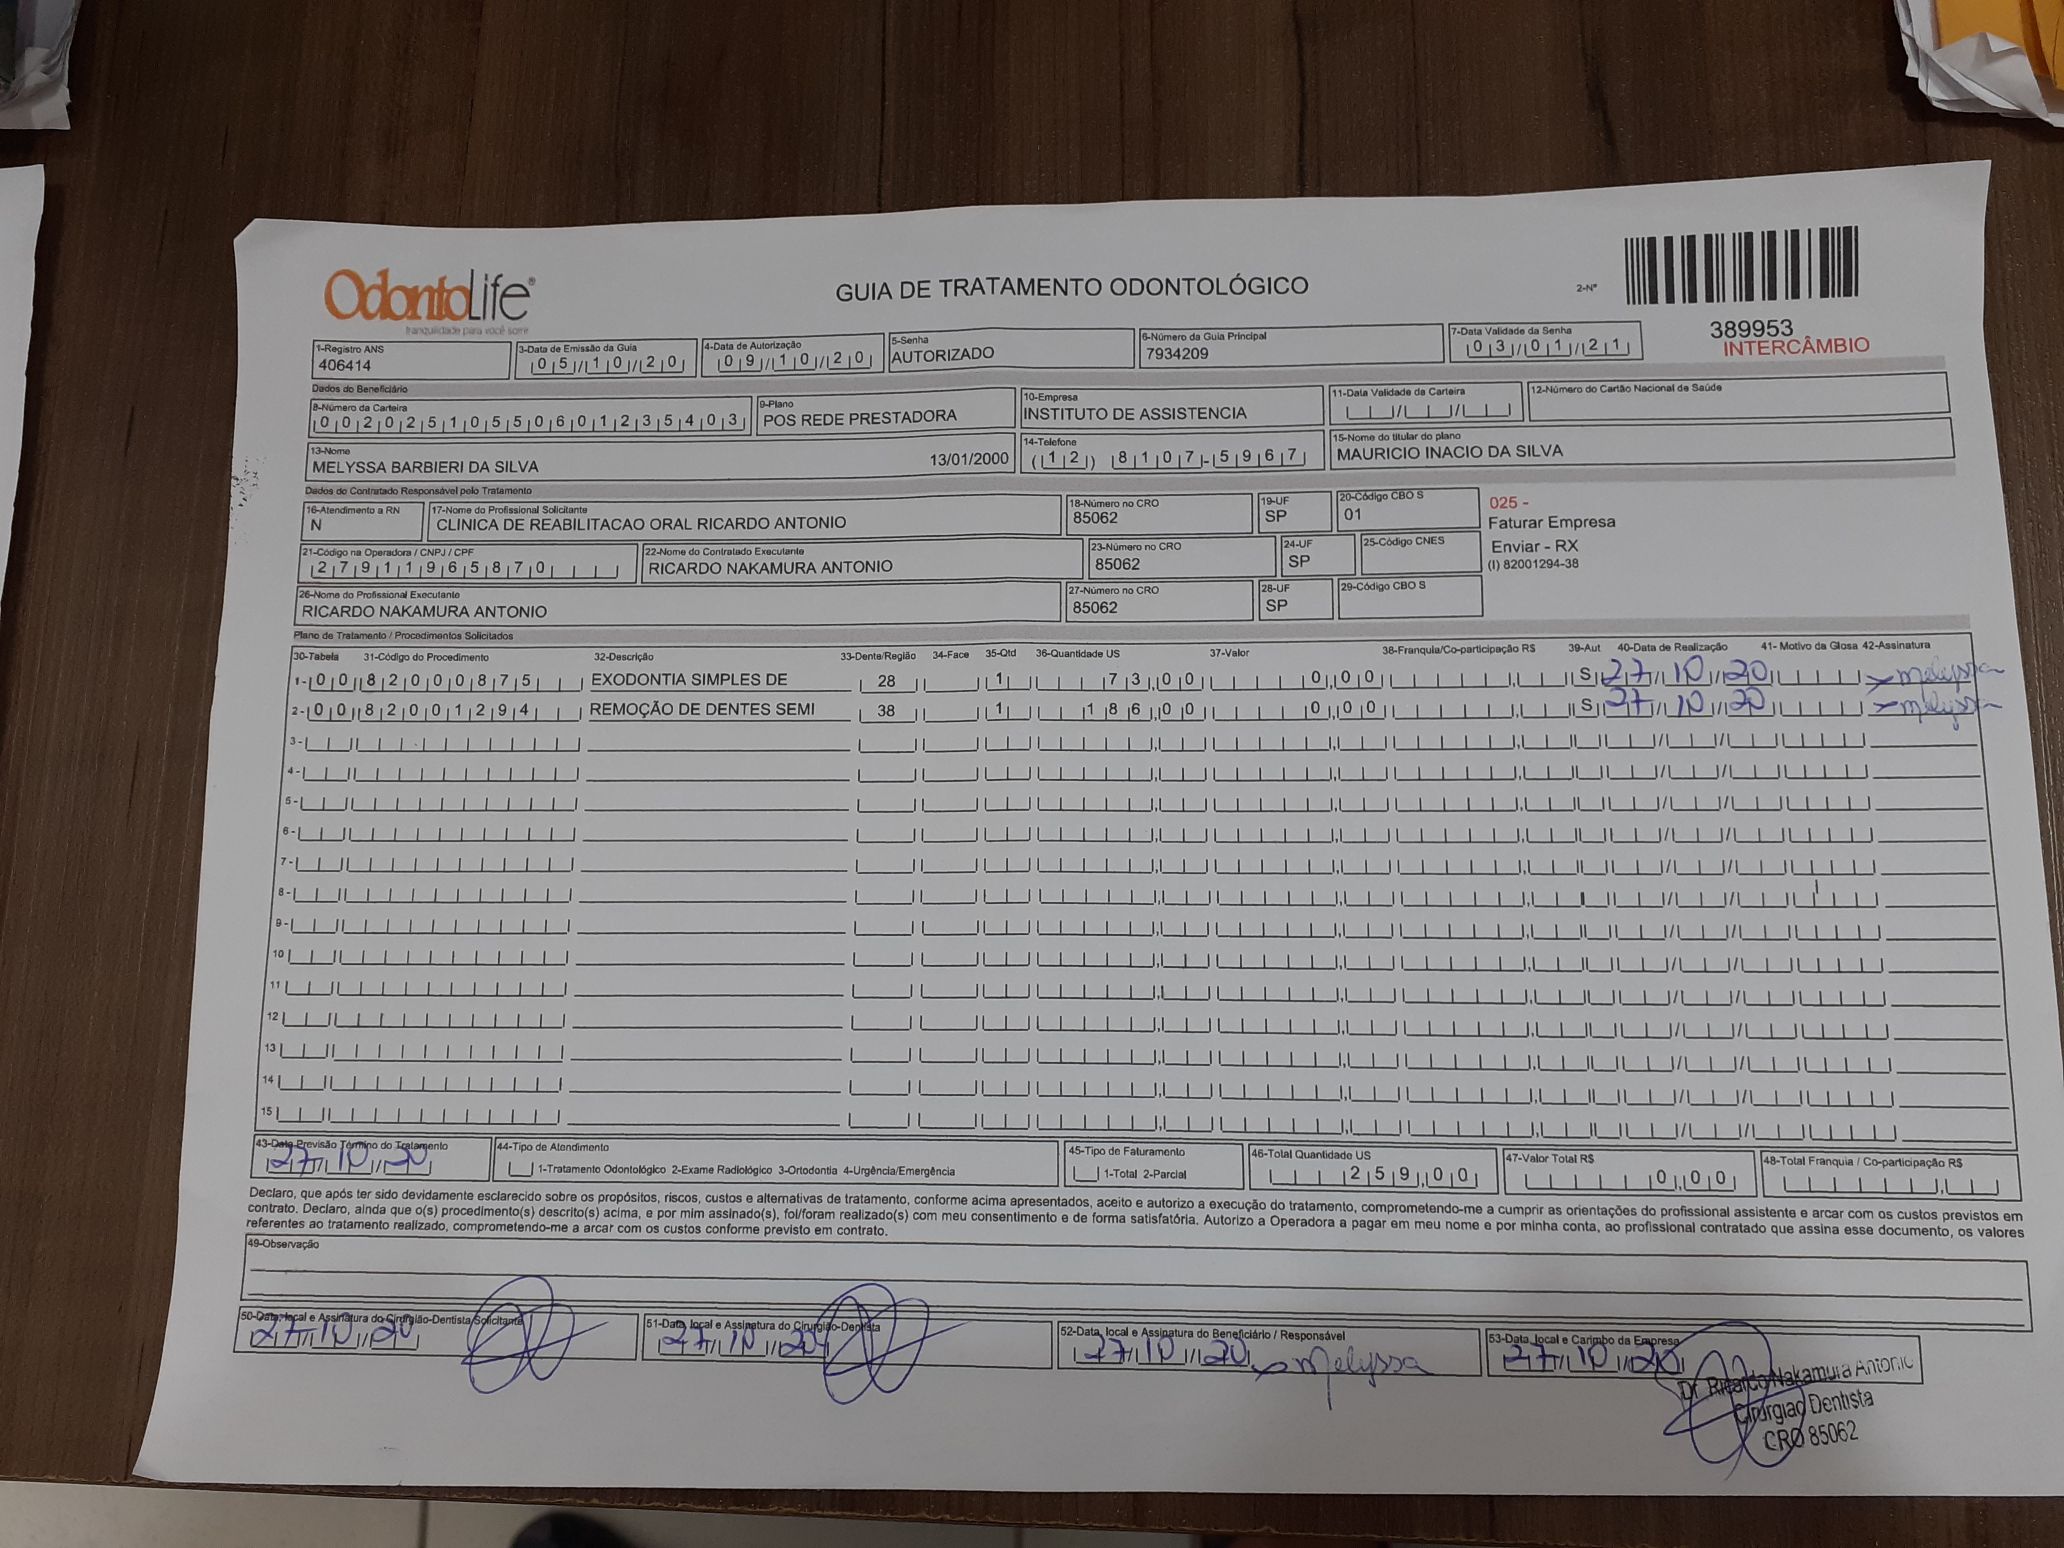 OdontoLife®
tranquilidade para você sorrir
GUIA DE TRATAMENTO ODONTOLÓGICO
2-Nº
389953
INTERCÂMBIO
1-Registro ANS
406414
3-Data de Emissão da Guia
05/10/20
4-Data de Autorização
09/10/20
5-Senha
AUTORIZADO
6-Número da Guia Principal
7934209
7-Data Validade da Senha
03/01/21
Dados do Beneficiário
8-Número da Carteira
00202510550601235403
9-Plano
POS REDE PRESTADORA
10-Empresa
INSTITUTO DE ASSISTENCIA
11-Data Validade da Carteira
12-Número do Cartão Nacional de Saúde
13-Nome
MELYSSA BARBIERI DA SILVA 13/01/2000
14-Telefone
(12) 8107-5967
15-Nome do titular do plano
MAURICIO INACIO DA SILVA
Dados do Contratado Responsável pelo Tratamento
16-Atendimento a RN
N
17-Nome do Profissional Solicitante
CLINICA DE REABILITACAO ORAL RICARDO ANTONIO
18-Número no CRO
85062
19-UF
SP
20-Código CBO S
01
025 -
Faturar Empresa
Enviar - RX
(I) 82001294-38
21-Código na Operadora / CNPJ / CPF
27911965870
22-Nome do Contratado Executante
RICARDO NAKAMURA ANTONIO
23-Número no CRO
85062
24-UF
SP
25-Código CNES
26-Nome do Profissional Executante
RICARDO NAKAMURA ANTONIO
27-Número no CRO
85062
28-UF
SP
29-Código CBO S
Plano de Tratamento / Procedimentos Solicitados
30-Tabela 31-Código do Procedimento 32-Descrição 33-Dente/Região 34-Face 35-Qtd 36-Quantidade US 37-Valor 38-Franquia/Co-participação R$ 39-Aut 40-Data de Realização 41- Motivo da Glosa 42-Assinatura
1- 00 82000875 EXODONTIA SIMPLES DE 28 1 73,00 0,00 S 27/10/20 Melyssa
2- 00 82001294 REMOÇÃO DE DENTES SEMI 38 1 186,00 0,00 S 27/10/20 Melyssa
3-
4-
5-
6-
7-
8-
9-
10
11
12
13
14
15
43-Data Previsão Término do Tratamento
27/10/20
44-Tipo de Atendimento
1-Tratamento Odontológico 2-Exame Radiológico 3-Ortodontia 4-Urgência/Emergência
45-Tipo de Faturamento
1-Total 2-Parcial
46-Total Quantidade US
259,00
47-Valor Total R$
0,00
48-Total Franquia / Co-participação R$
Declaro, que após ter sido devidamente esclarecido sobre os propósitos, riscos, custos e alternativas de tratamento, conforme acima apresentados, aceito e autorizo a execução do tratamento, comprometendo-me a cumprir as orientações do profissional assistente e arcar com os custos previstos em
contrato. Declaro, ainda que o(s) procedimento(s) descrito(s) acima, e por mim assinado(s), foi/foram realizado(s) com meu consentimento e de forma satisfatória. Autorizo a Operadora a pagar em meu nome e por minha conta, ao profissional contratado que assina esse documento, os valores
referentes ao tratamento realizado, comprometendo-me a arcar com os custos conforme previsto em contrato.
49-Observação
50-Data, local e Assinatura do Cirurgião-Dentista Solicitante
27/10/20
51-Data, local e Assinatura do Cirurgião-Dentista
27/10/20
52-Data, local e Assinatura do Beneficiário / Responsável
27/10/20 Melyssa
53-Data, local e Carimbo da Empresa
27/10/20
Dr. Ricardo Nakamura Antonio
Cirurgião Dentista
CRO 85062